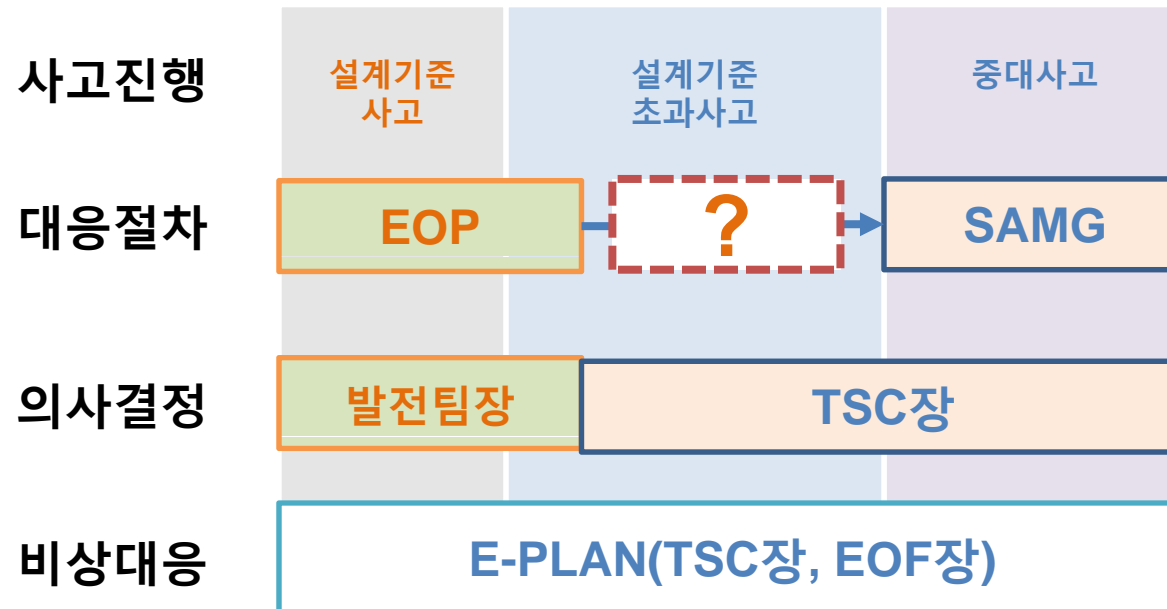 사고진행
설계기준
사고
설계기준
초과사고
중대사고
대응절차
EOP
?
SAMG
의사결정
발전팀장
TSC장
비상대응
E-PLAN(TSC장, EOF장)